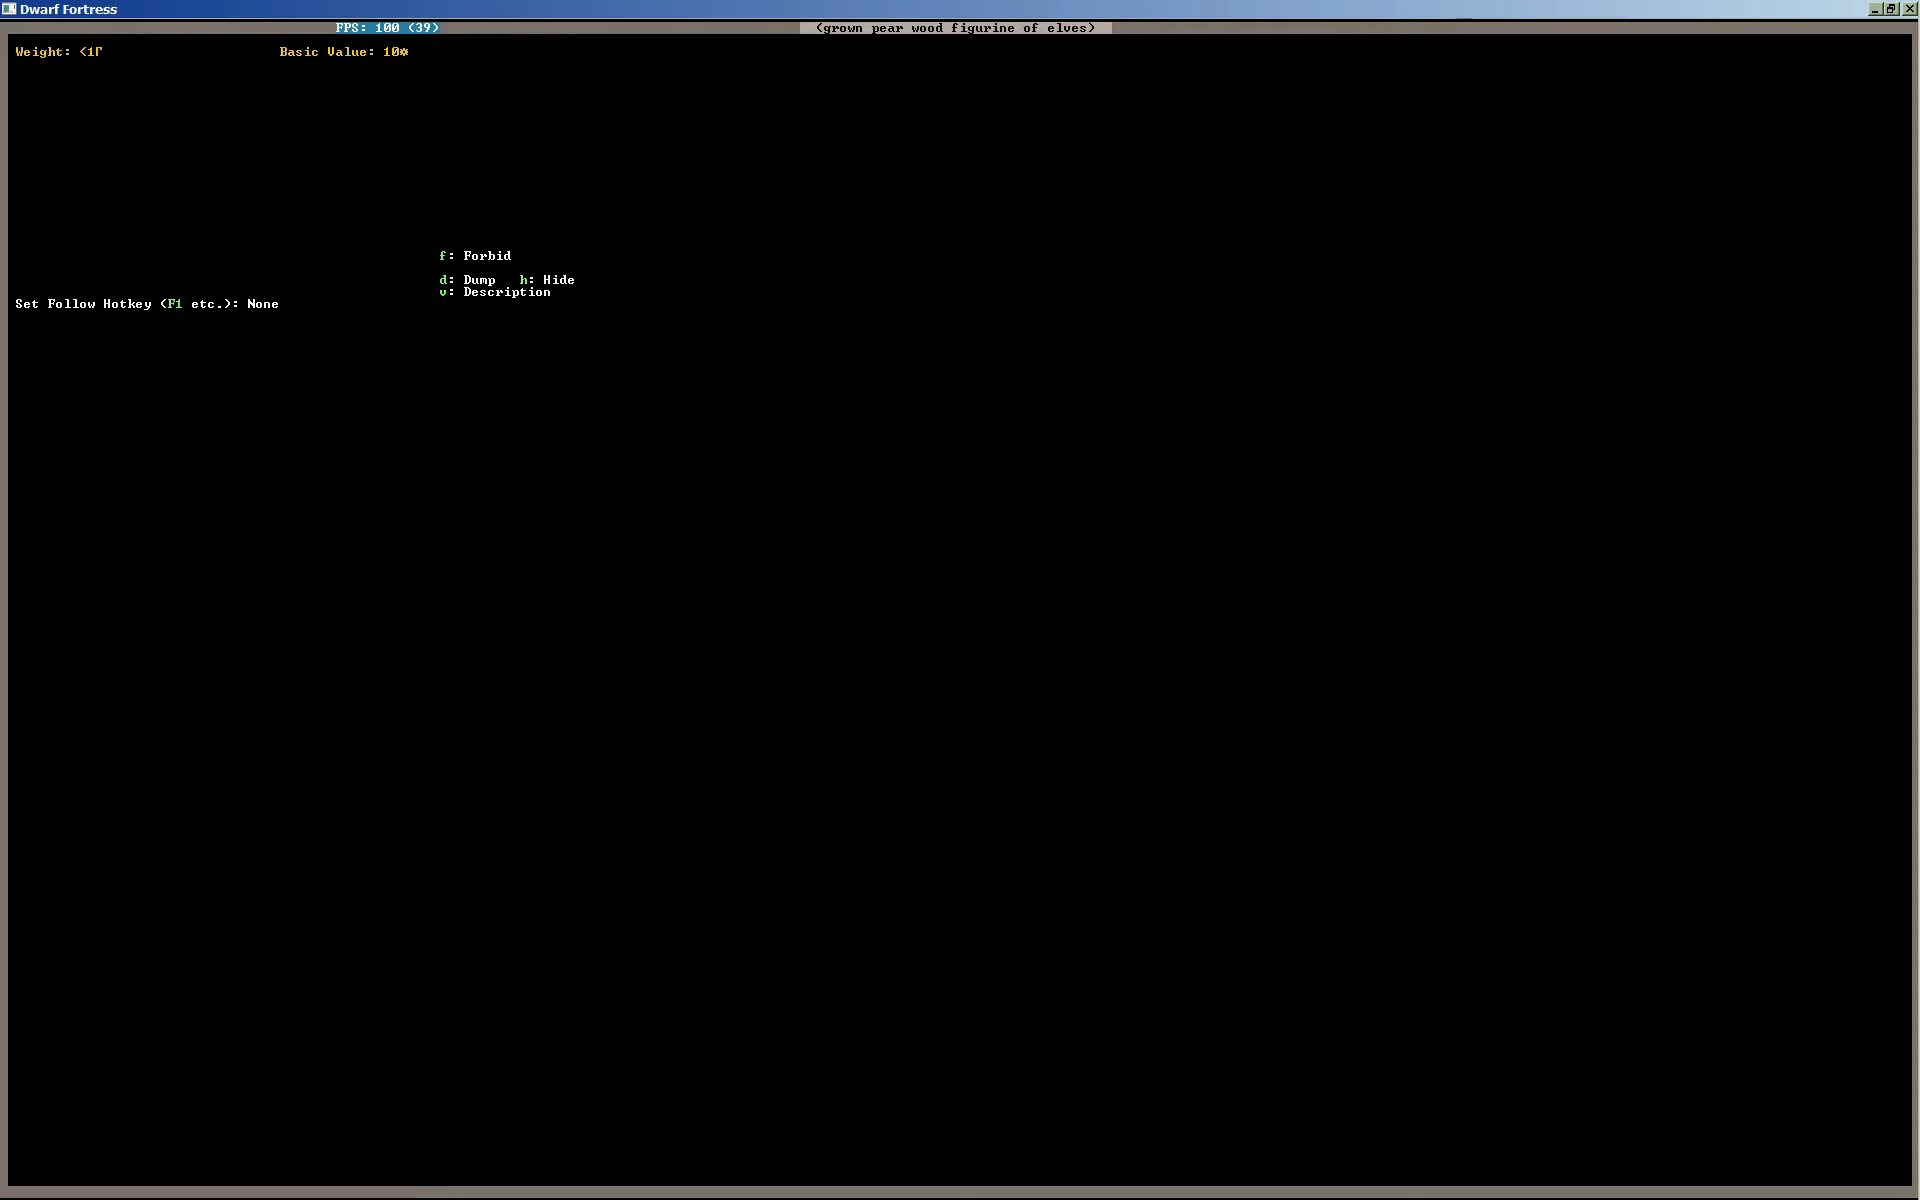 Dwarf Fortress
FPS: 100 (39) (grown pear wood figurine of elves)
Weight: <1Γ Basic Value: 10☼
f: Forbid
d: Dump h: Hide
v: Description
Set Follow Hotkey (F1 etc.): None